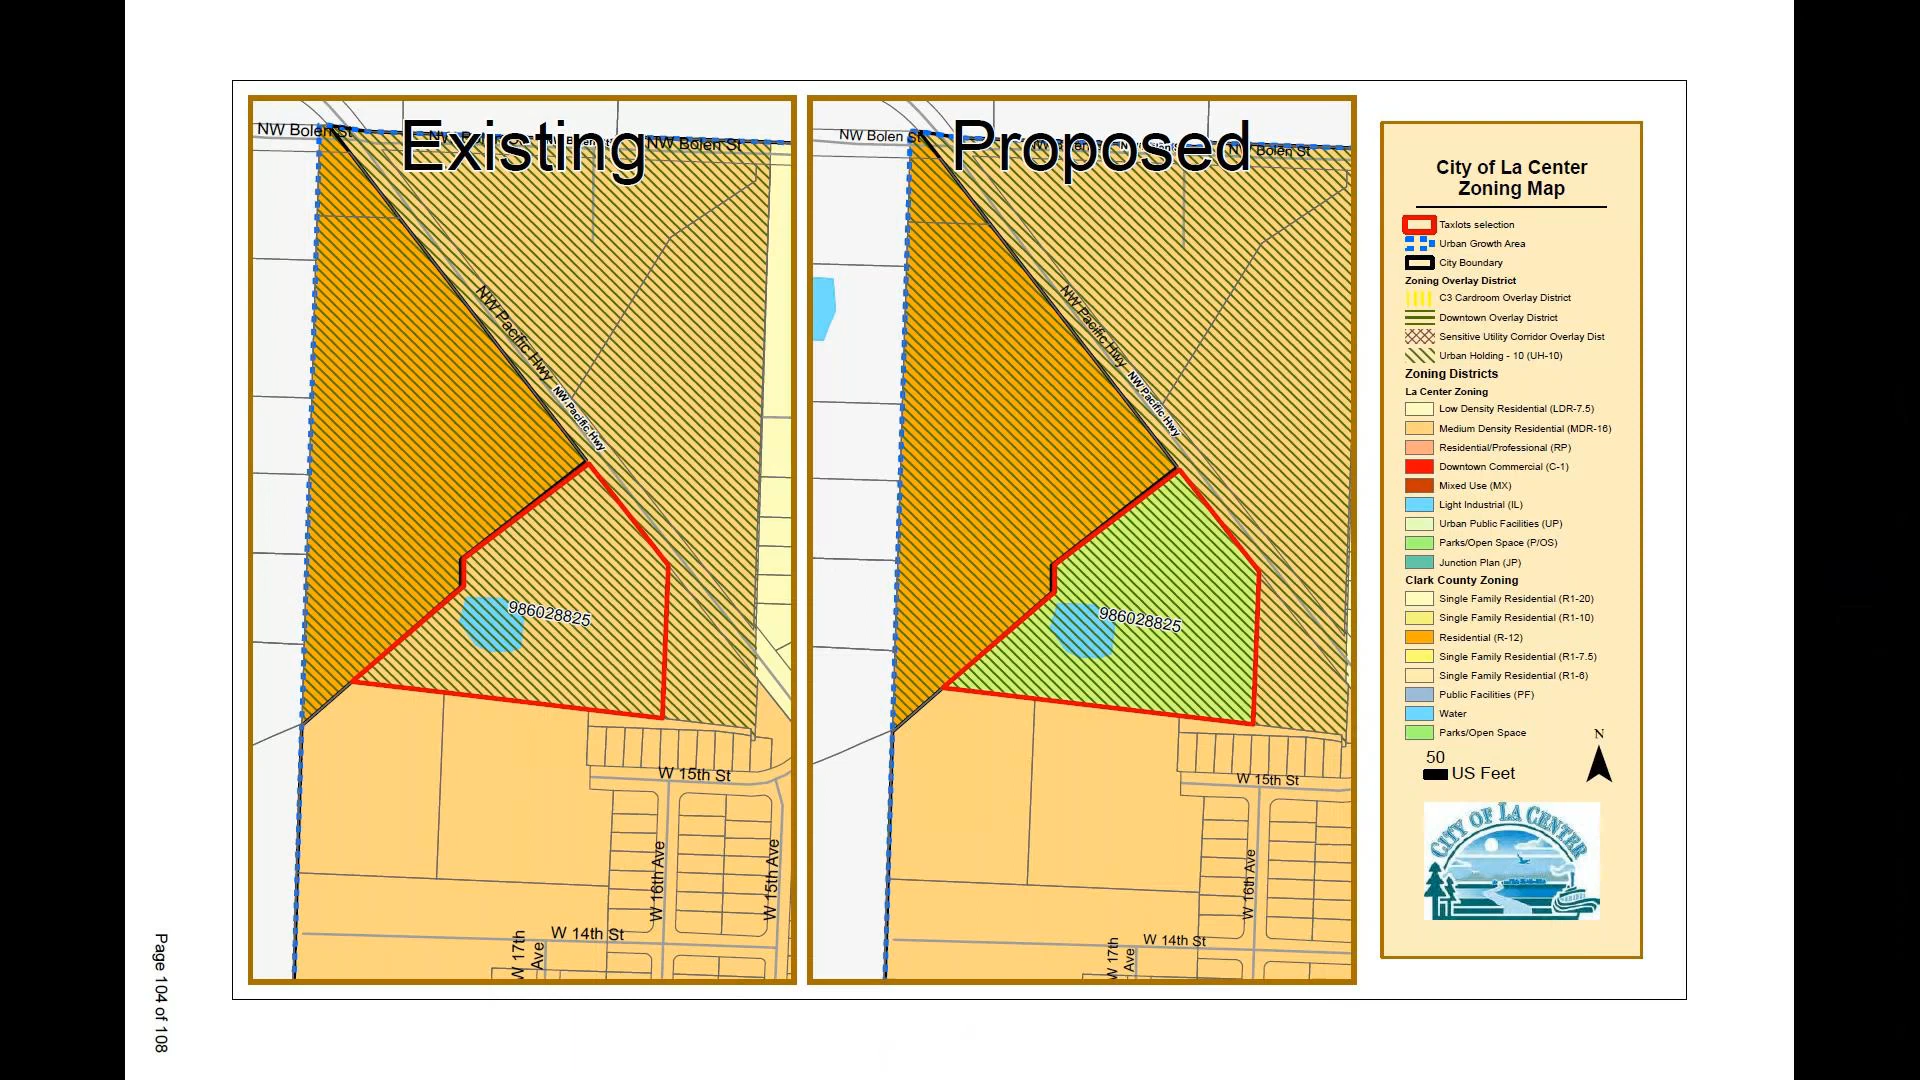 Existing
NW Bolen St
NW Bolen St
NW Pacific Hwy
NW Pacific Hwy
986028825
W 15th St
W 16th Ave
W 15th Ave
W 14th St
W 17th
Ave
Proposed
NW Bolen St
NW Bolen St
NW Pacific Hwy
NW Pacific Hwy
986028825
W 15th St
W 16th Ave
W 14th St
W 17th
Ave
City of La Center
Zoning Map
Taxlots selection
Urban Growth Area
City Boundary
Zoning Overlay District
C3 Cardroom Overlay District
Downtown Overlay District
Sensitive Utility Corridor Overlay Dist
Urban Holding - 10 (UH-10)
Zoning Districts
La Center Zoning
Low Density Residential (LDR-7.5)
Medium Density Residential (MDR-16)
Residential/Professional (RP)
Downtown Commercial (C-1)
Mixed Use (MX)
Light Industrial (IL)
Urban Public Facilities (UP)
Parks/Open Space (P/OS)
Junction Plan (JP)
Clark County Zoning
Single Family Residential (R1-20)
Single Family Residential (R1-10)
Residential (R-12)
Single Family Residential (R1-7.5)
Single Family Residential (R1-6)
Public Facilities (PF)
Water
Parks/Open Space
N
50
US Feet
CITY OF LA CENTER
Page 104 of 108